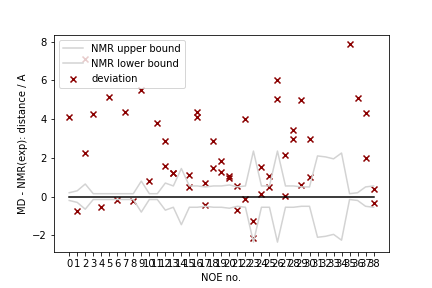 8
NMR upper bound
NMR lower bound
deviation
6
4
2
0
−2
MD - NMR(exp): distance / A
0 1 2 3 4 5 6 7 8 9 10 11 12 13 14 15 16 17 18 19 20 21 22 23 24 25 26 27 28 29 30 31 32 33 34 35 36 37 38
NOE no.